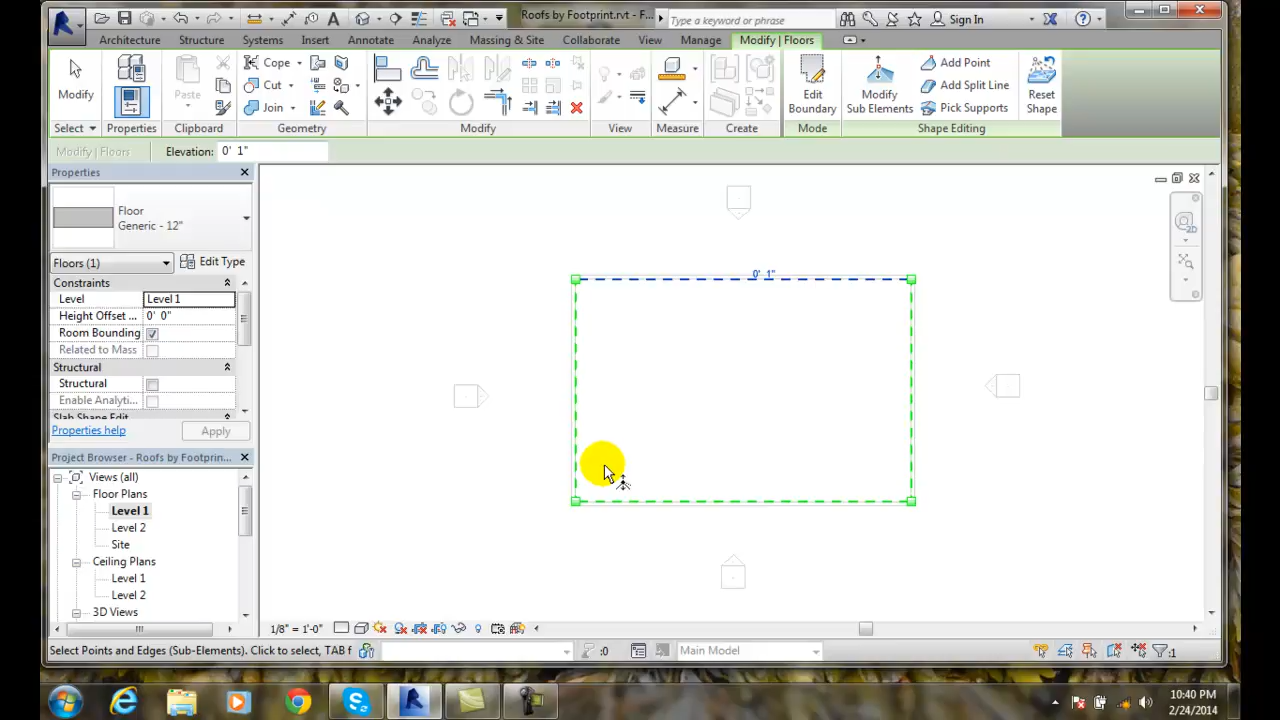 Roofs by Footprint.rvt - F...
Type a keyword or phrase
Sign In
Architecture
Structure
Systems
Insert
Annotate
Analyze
Massing & Site
Collaborate
View
Manage
Modify | Floors
Modify
Select
Properties
Paste
Clipboard
Cope
Cut
Join
Geometry
Modify
View
Measure
Create
Edit
Boundary
Mode
Modify
Sub Elements
Add Point
Add Split Line
Pick Supports
Reset
Shape
Shape Editing
Modify | Floors
Elevation: 0' 1"
Properties
Floor
Generic - 12"
Floors (1)
Edit Type
Constraints
Level
Level 1
Height Offset ...
0' 0"
Room Bounding
Related to Mass
Structural
Structural
Enable Analyti...
Slab Shape Edit
Properties help
Apply
Project Browser - Roofs by Footprin...
Views (all)
Floor Plans
Level 1
Level 2
Site
Ceiling Plans
Level 1
Level 2
3D Views
0' 1"
2D
1/8" = 1'-0"
Select Points and Edges (Sub-Elements). Click to select, TAB f
:0
Main Model
:1
10:40 PM
2/24/2014